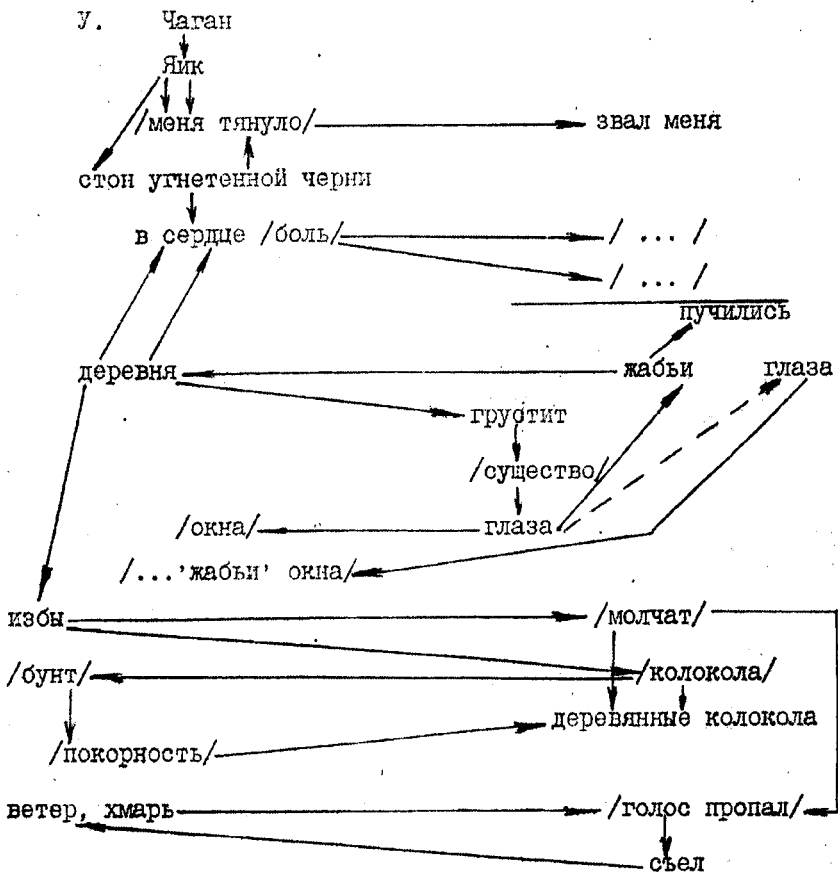 У. Чаган
Яик
/меня тянуло/ звал меня
стон угнетенной черни
в сердце /боль/ / ... /
/ ... /
пучились
деревня жабьи глаза
грустит
/существо/
/окна/ глаза
/...'жабьи' окна/
избы /молчат/
/бунт/ /колокола/
деревянные колокола
/покорность/
ветер, хмарь /голос пропал/
съел